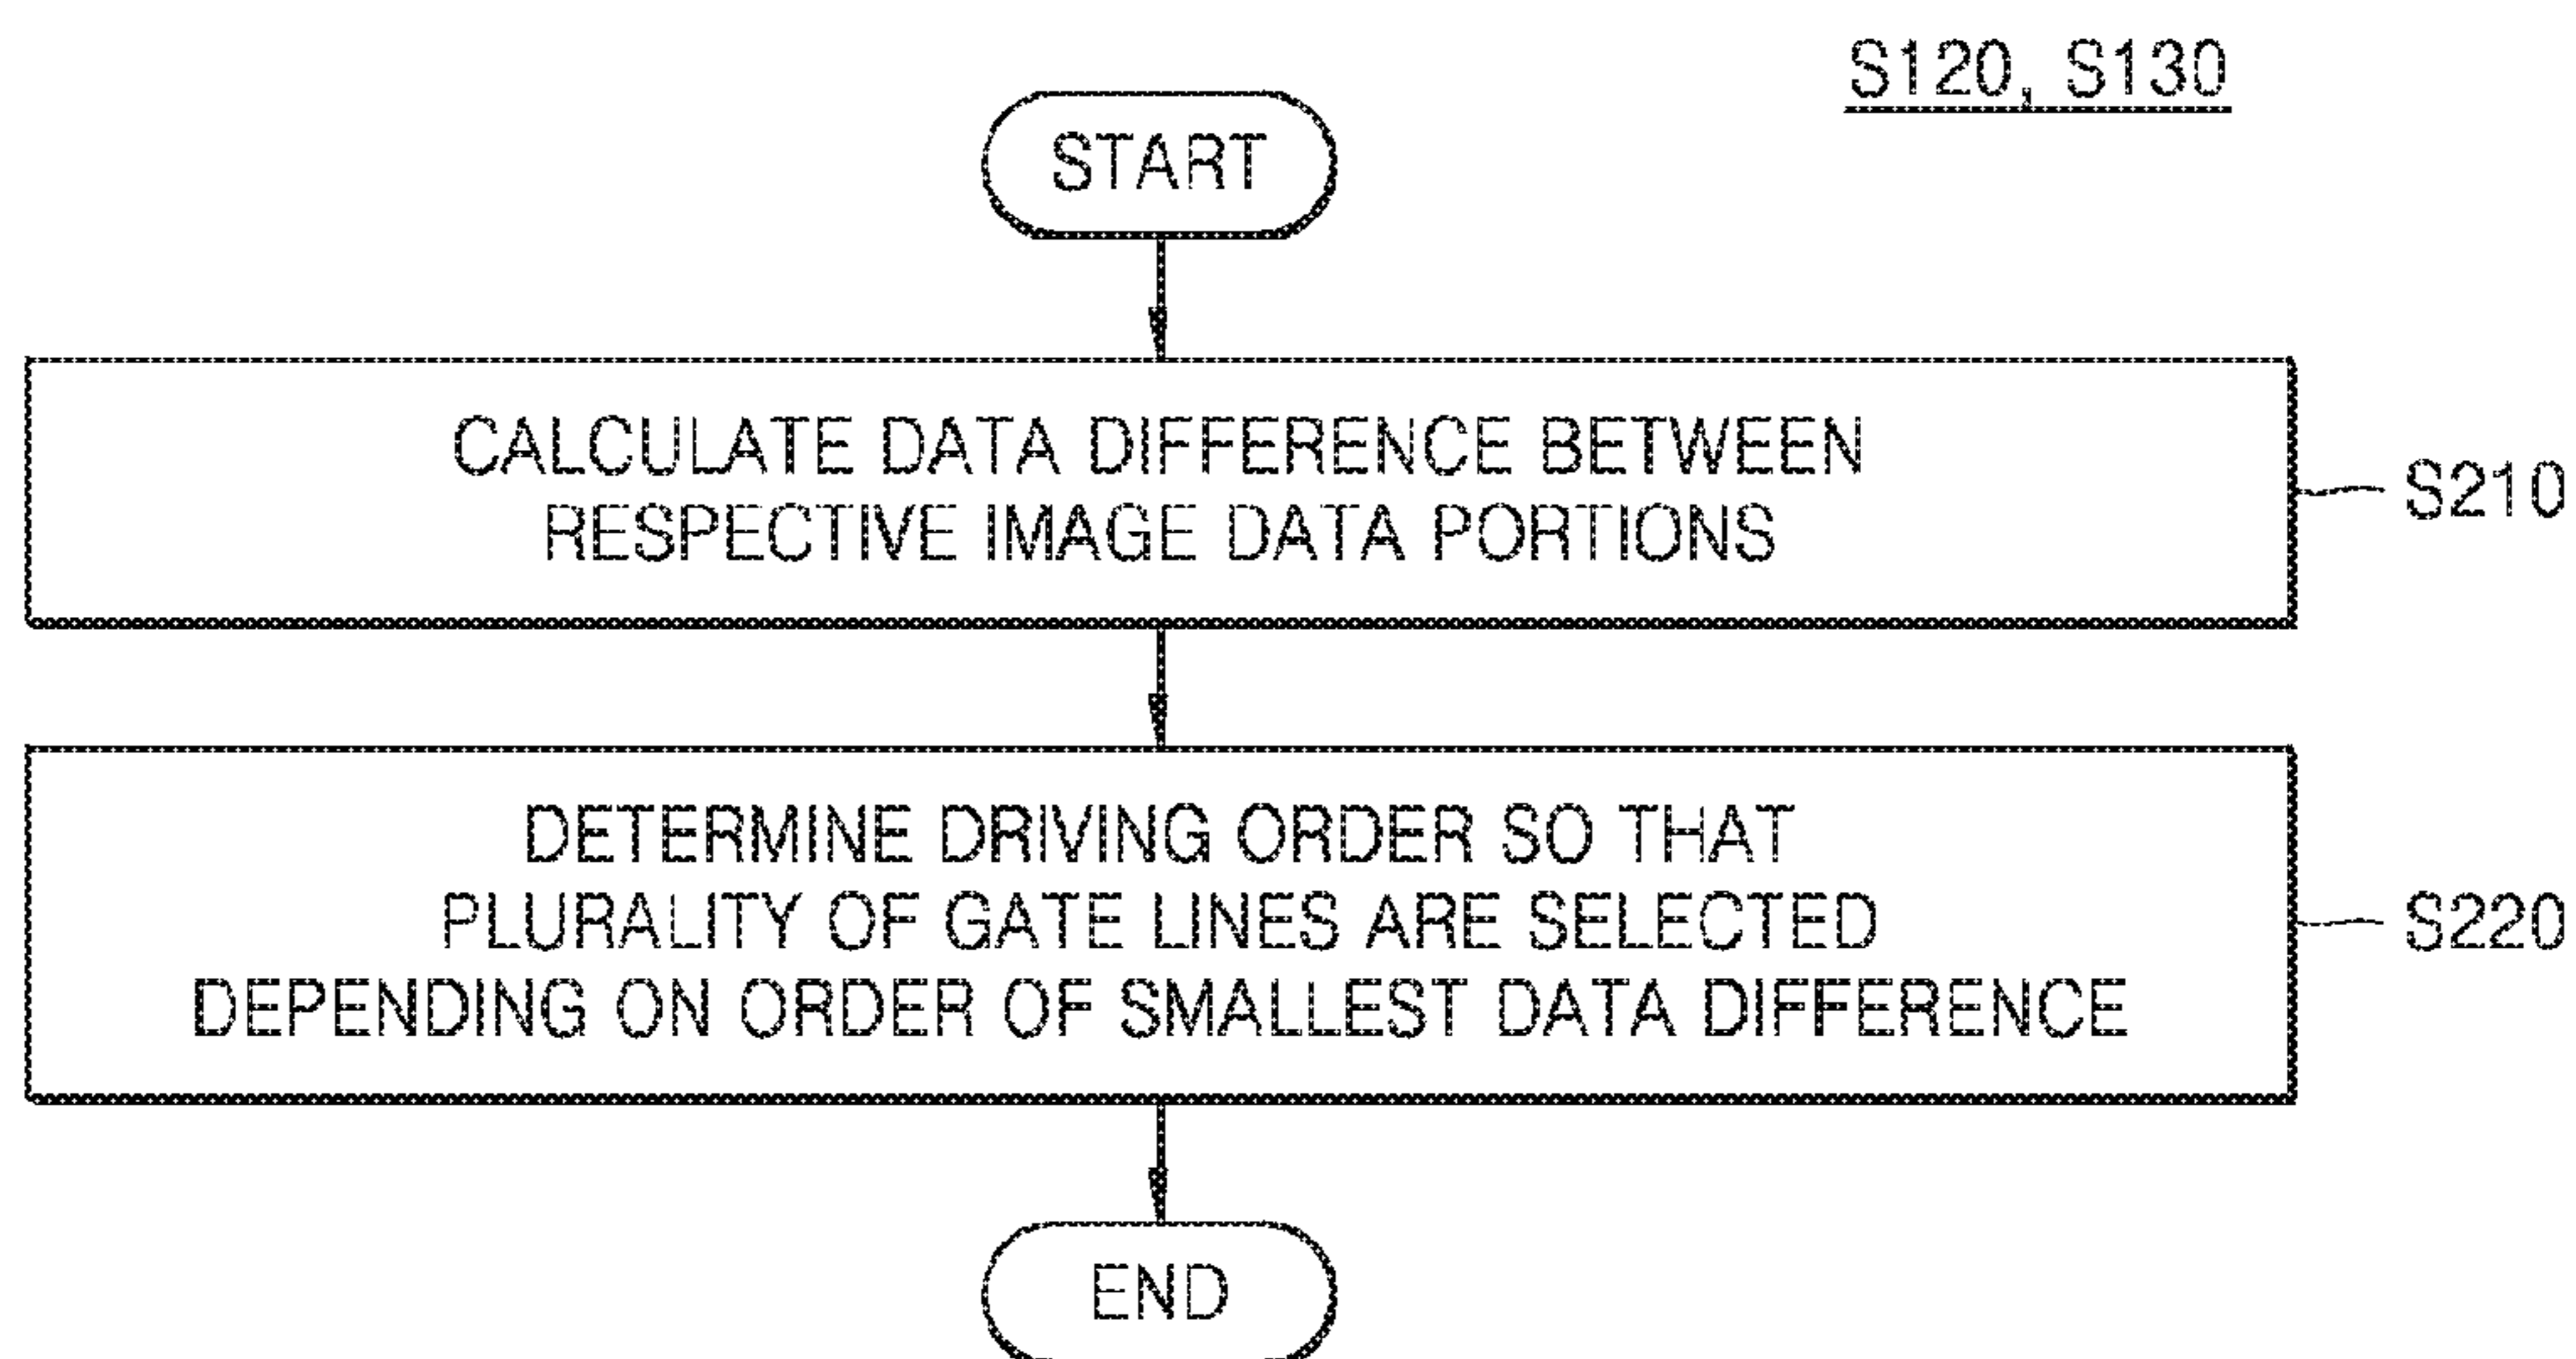 S120, S130
START
CALCULATE DATA DIFFERENCE BETWEEN
RESPECTIVE IMAGE DATA PORTIONS
S210
DETERMINE DRIVING ORDER SO THAT
PLURALITY OF GATE LINES ARE SELECTED
DEPENDING ON ORDER OF SMALLEST DATA DIFFERENCE
S220
END